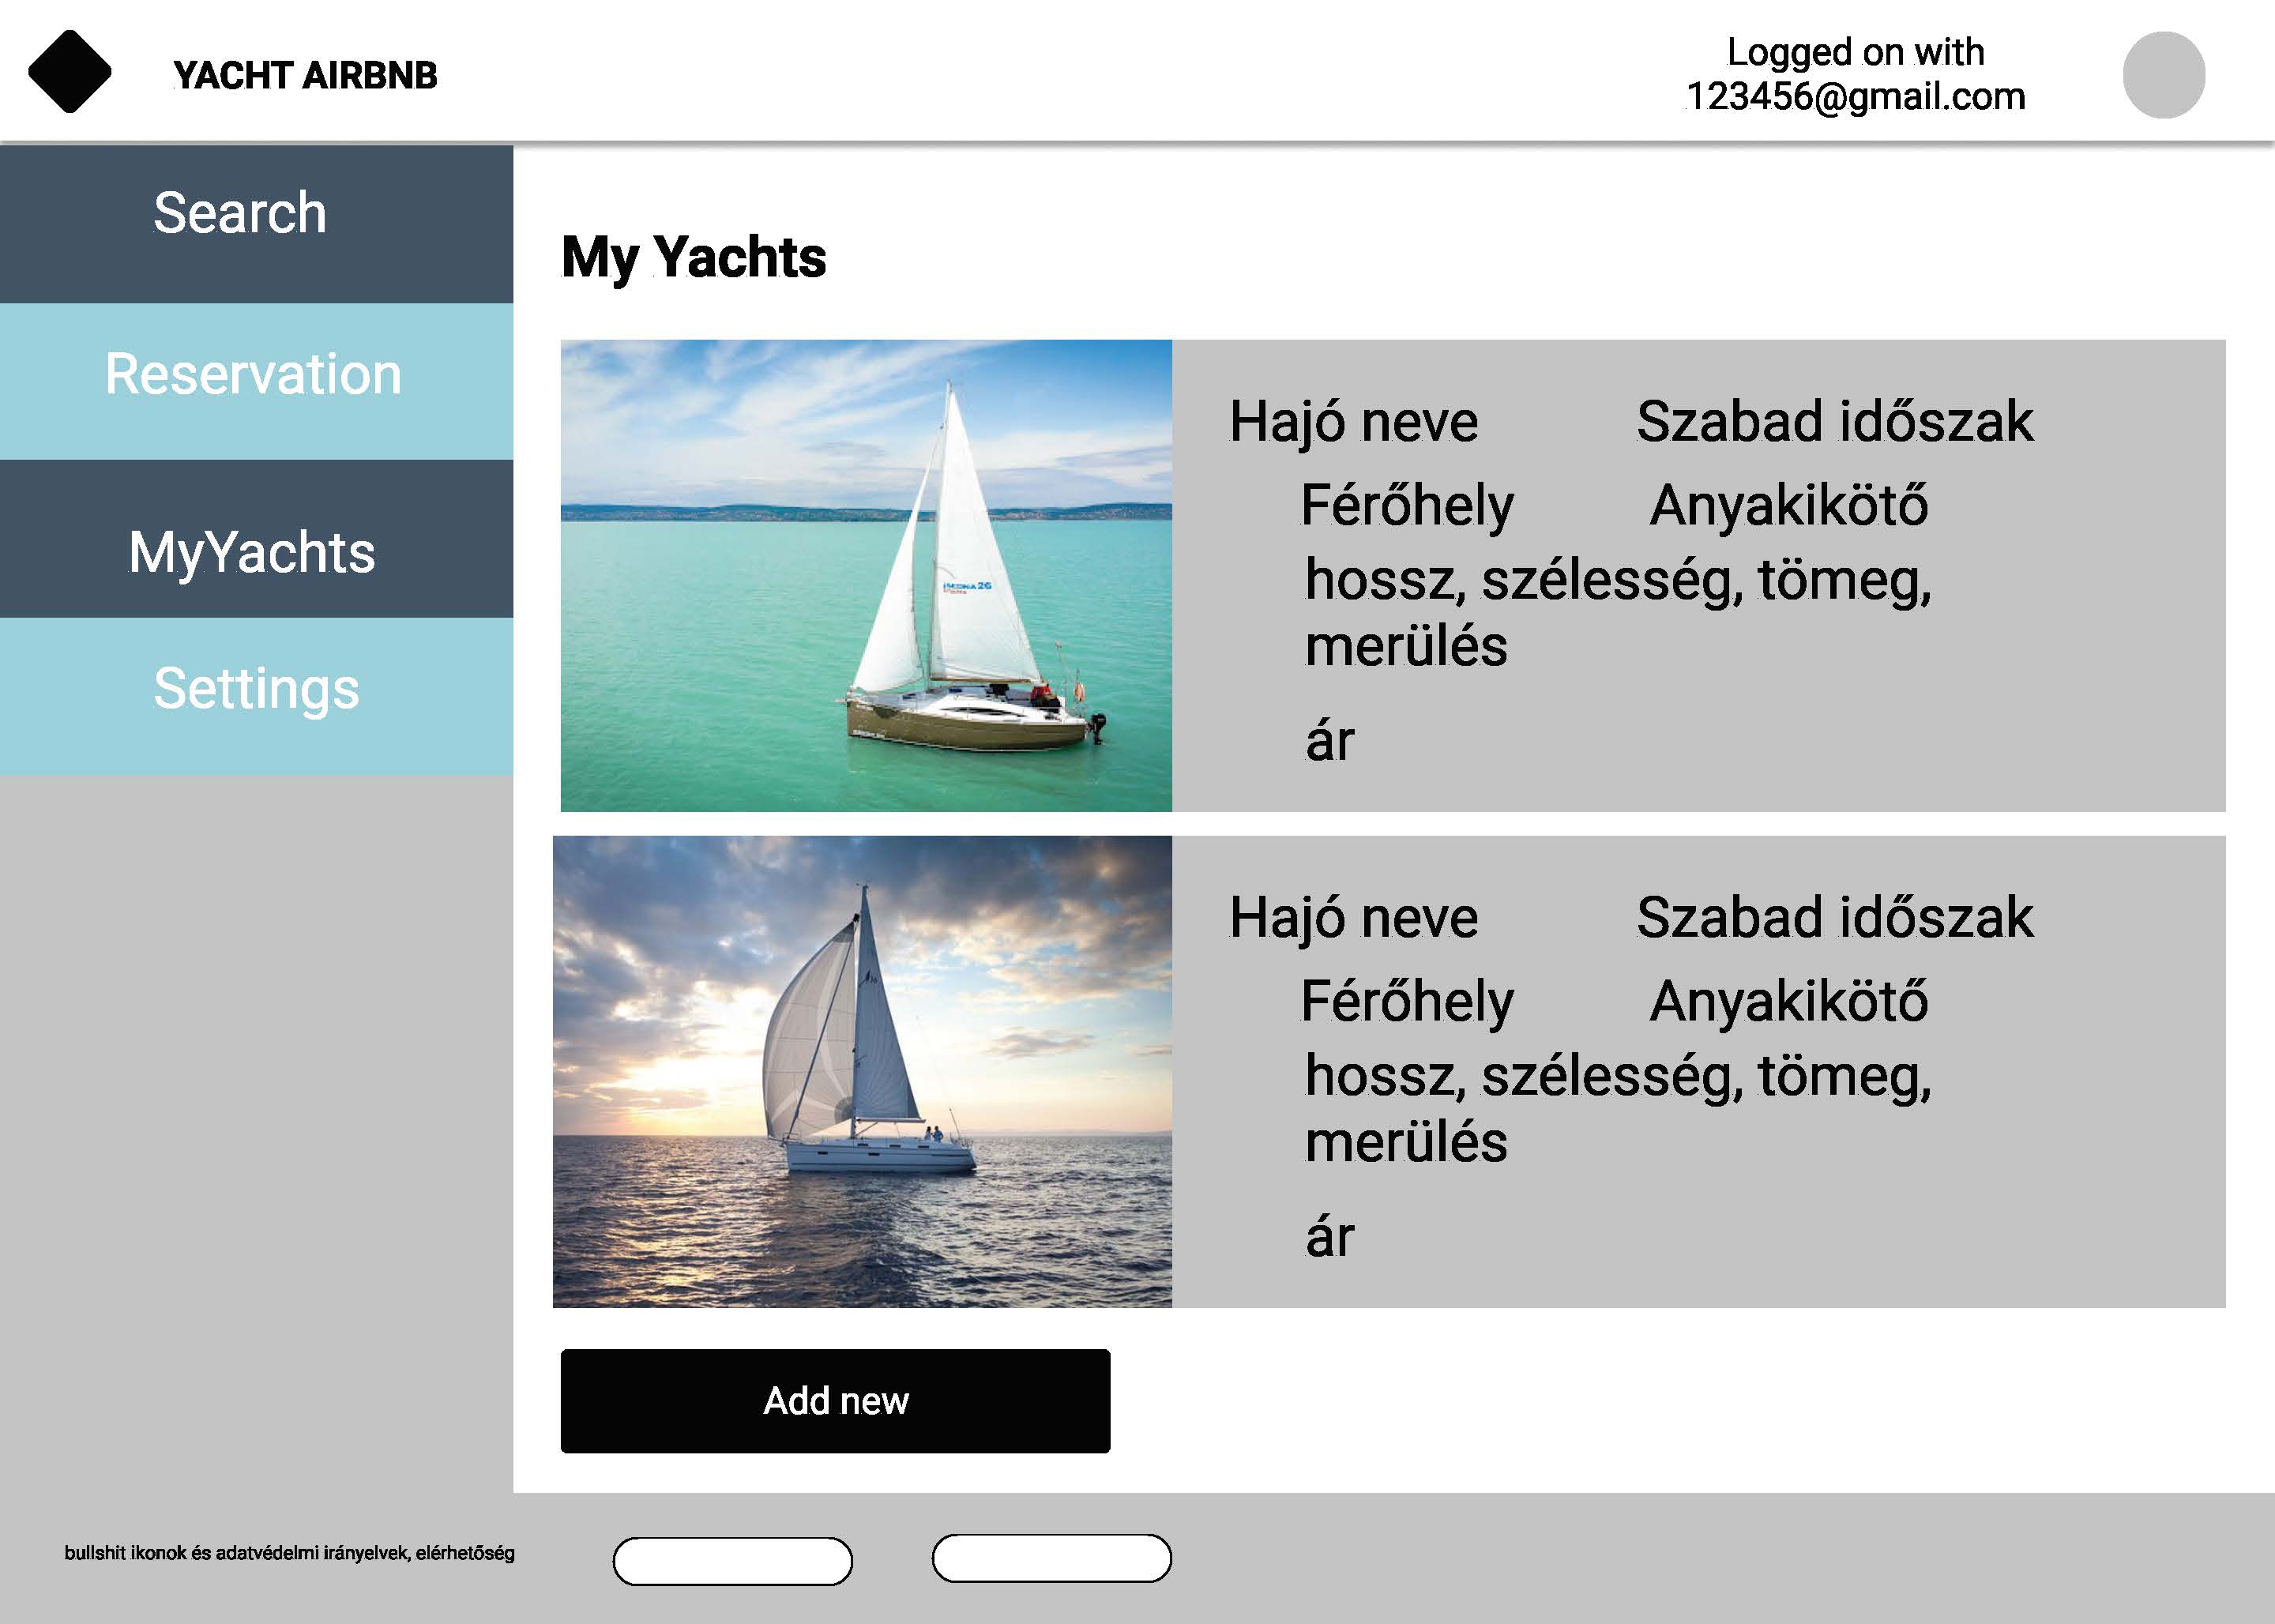 YACHT AIRBNB
Logged on with
123456@gmail.com
Search
Reservation
MyYachts
Settings
My Yachts
Hajó neve
Szabad időszak
Férőhely
Anyakikötő
hossz, szélesség, tömeg,
merülés
ár
Hajó neve
Szabad időszak
Férőhely
Anyakikötő
hossz, szélesség, tömeg,
merülés
ár
Add new
bullshit ikonok és adatvédelmi irányelvek, elérhetőség